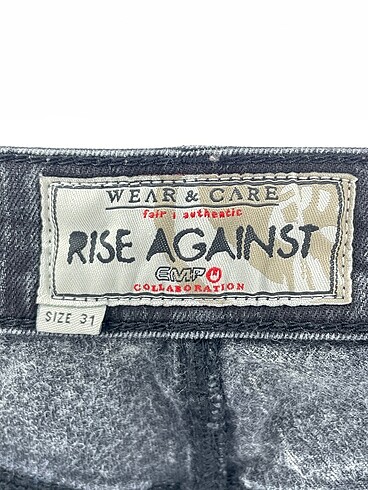 WEAR & CARE
fair & authentic
RISE AGAINST
EMP
COLLABORATION
SIZE 31